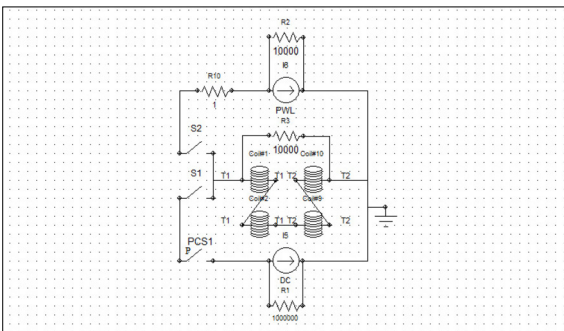 R2
10000
I6
R10
1
PWL
R3
S2
10000
Coil#1 Coil#10
T1 T1 T2 T2
S1
Coil#2 Coil#9
T1 T1 T2 T2
I5
PCS1
P
DC
R1
1000000